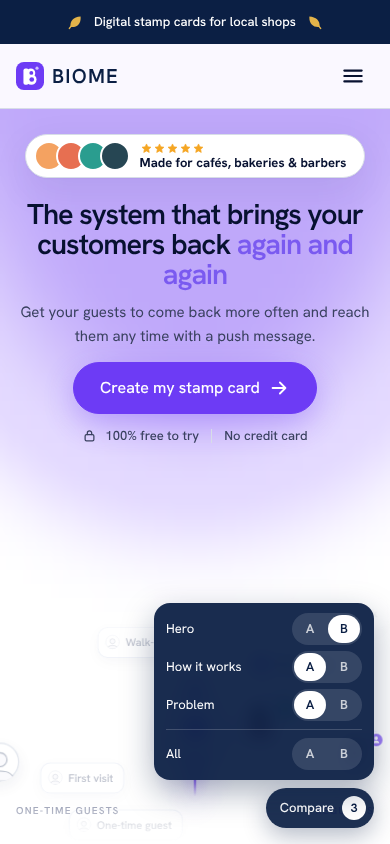 Digital stamp cards for local shops
BIOME
Made for cafés, bakeries & barbers
The system that brings your
customers back again and
again
Get your guests to come back more often and reach
them any time with a push message.
Create my stamp card
100% free to try
No credit card
Hero A B
Walk-
How it works A B
Problem A B
All A B
First visit
ONE-TIME GUESTS
One-time guest
Compare 3